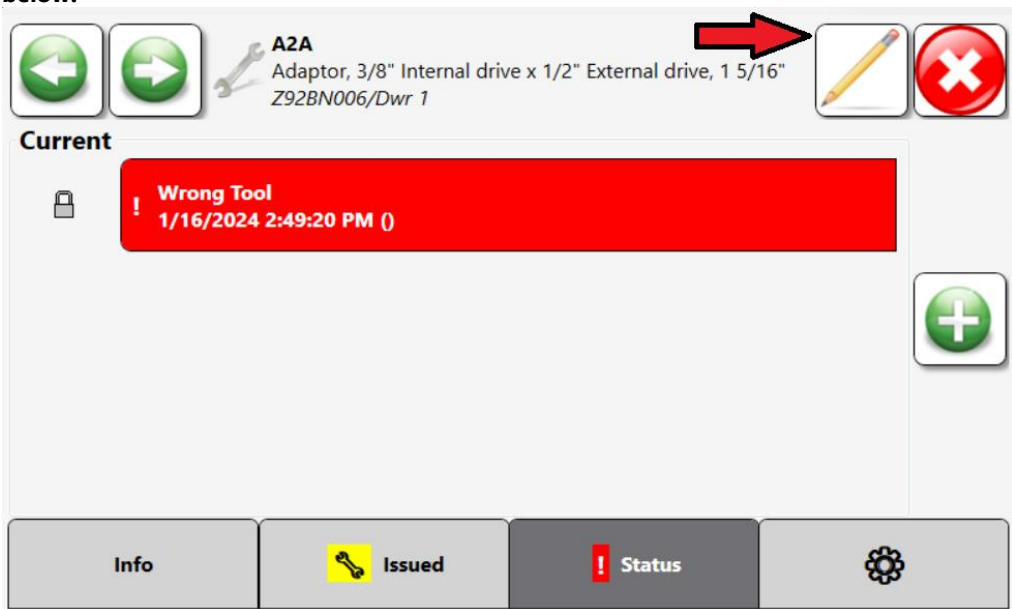 A2A
Adaptor, 3/8" Internal drive x 1/2" External drive, 1 5/16"
Z92BN006/Dwr 1
Current
! Wrong Tool
1/16/2024 2:49:20 PM ()
Info
Issued
! Status